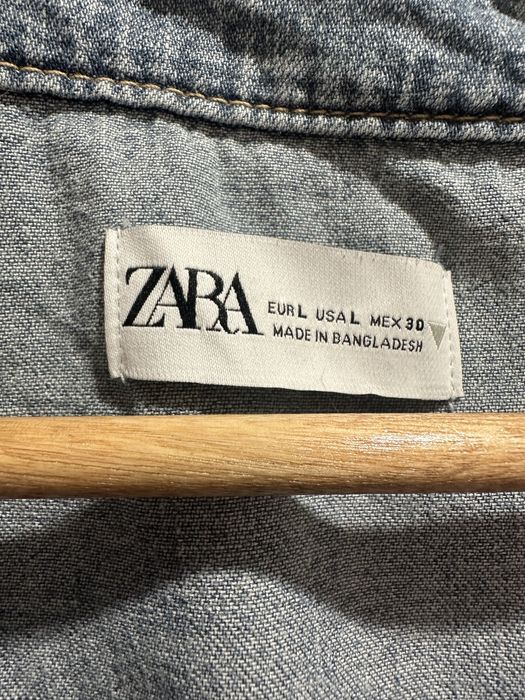 ZARA
EUR L USA L MEX 30
MADE IN BANGLADESH